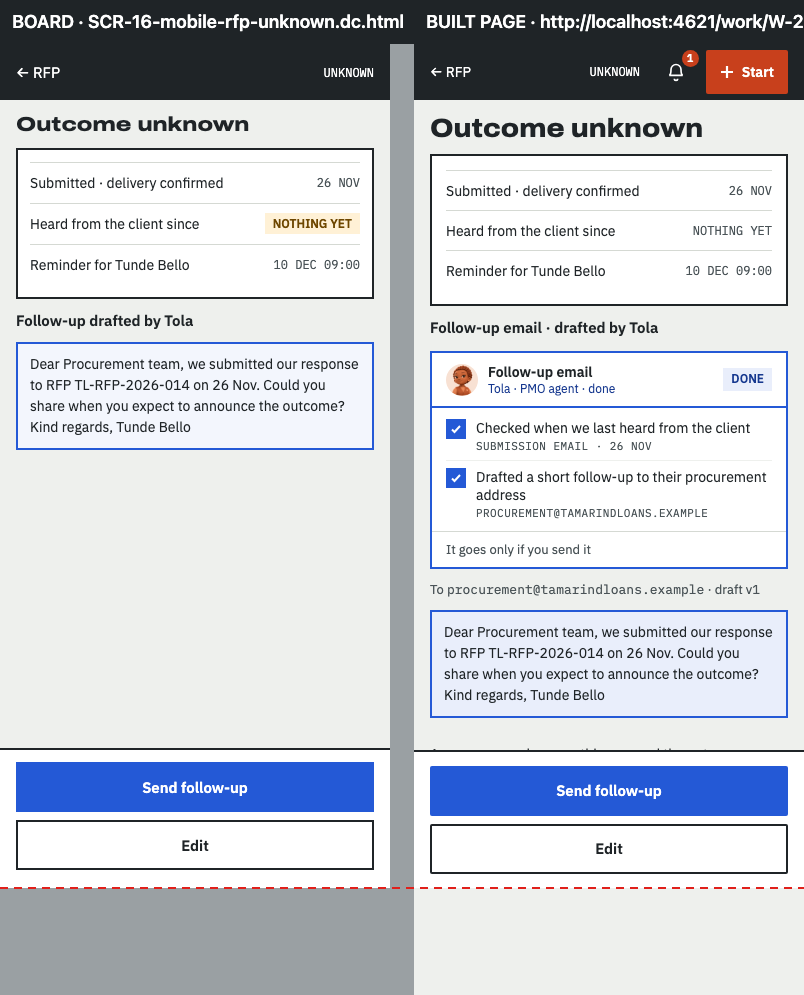 BOARD · SCR-16-mobile-rfp-unknown.dc.html
← RFP
UNKNOWN
Outcome unknown
Submitted · delivery confirmed
26 NOV
Heard from the client since
NOTHING YET
Reminder for Tunde Bello
10 DEC 09:00
Follow-up drafted by Tola
Dear Procurement team, we submitted our response
to RFP TL-RFP-2026-014 on 26 Nov. Could you
share when you expect to announce the outcome?
Kind regards, Tunde Bello
Send follow-up
Edit
BUILT PAGE · http://localhost:4621/work/W-2
← RFP
UNKNOWN
1
+ Start
Outcome unknown
Submitted · delivery confirmed
26 NOV
Heard from the client since
NOTHING YET
Reminder for Tunde Bello
10 DEC 09:00
Follow-up email · drafted by Tola
Follow-up email
Tola · PMO agent · done
DONE
Checked when we last heard from the client
SUBMISSION EMAIL · 26 NOV
Drafted a short follow-up to their procurement
address
PROCUREMENT@TAMARINDLOANS.EXAMPLE
It goes only if you send it
To procurement@tamarindloans.example · draft v1
Dear Procurement team, we submitted our response
to RFP TL-RFP-2026-014 on 26 Nov. Could you
share when you expect to announce the outcome?
Kind regards, Tunde Bello
Send follow-up
Edit